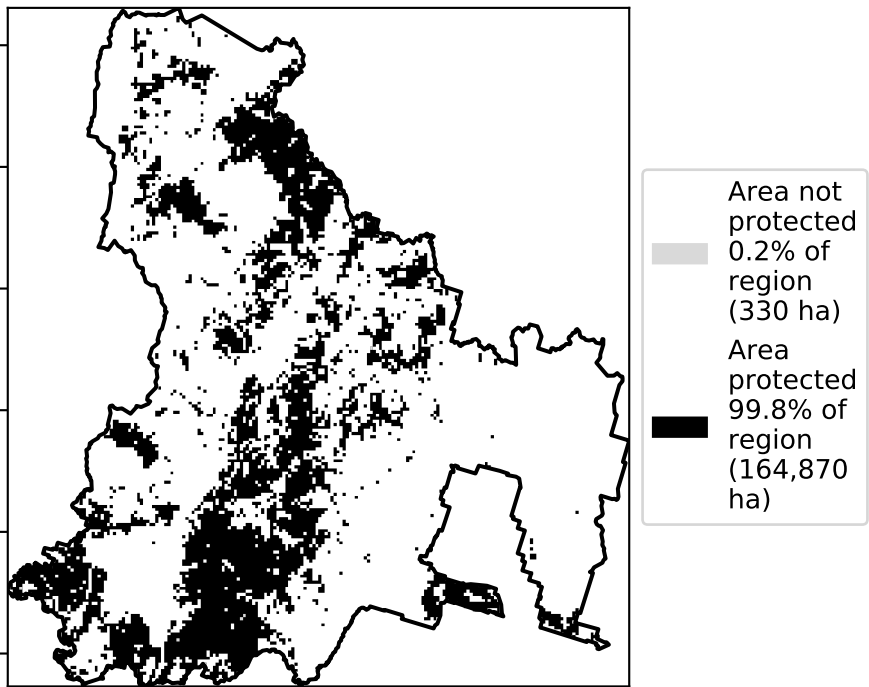 Area not
protected
0.2% of
region
(330 ha)
Area
protected
99.8% of
region
(164,870
ha)